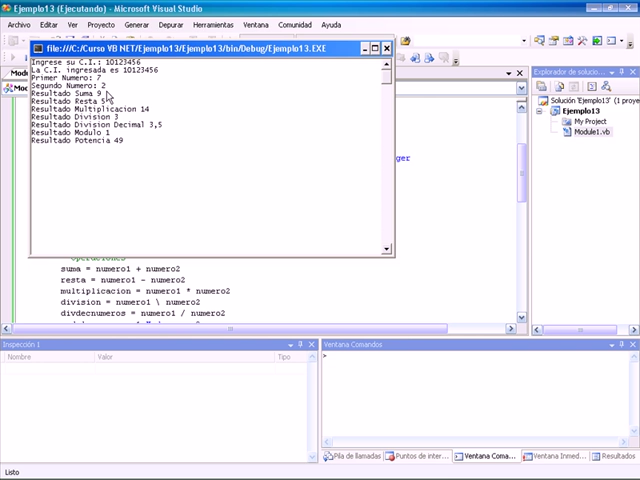 Ejemplo13 (Ejecutando) - Microsoft Visual Studio
Archivo Editar Ver Proyecto Generar Depurar Herramientas Ventana Comunidad Ayuda
file:///C:/Curso VB NET/Ejemplo13/Ejemplo13/bin/Debug/Ejemplo13.EXE
Ingrese su C.I.: 10123456
La C.I. ingresada es 10123456
Primer Numero: 7
Segundo Numero: 2
Resultado Suma 9
Resultado Resta 5
Resultado Multiplicacion 14
Resultado Division 3
Resultado Division Decimal 3,5
Resultado Modulo 1
Resultado Potencia 49
ger
suma = numero1 + numero2
resta = numero1 - numero2
multiplicacion = numero1 * numero2
division = numero1 \ numero2
divdecnumeros = numero1 / numero2
Explorador de solucio...
Solución 'Ejemplo13' (1 proye
Ejemplo13
My Project
Module1.vb
Inspección 1
Nombre Valor Tipo
Ventana Comandos
>
Pila de llamadas Puntos de inter... Ventana Coma... Ventana Inmed... Resultados
Listo